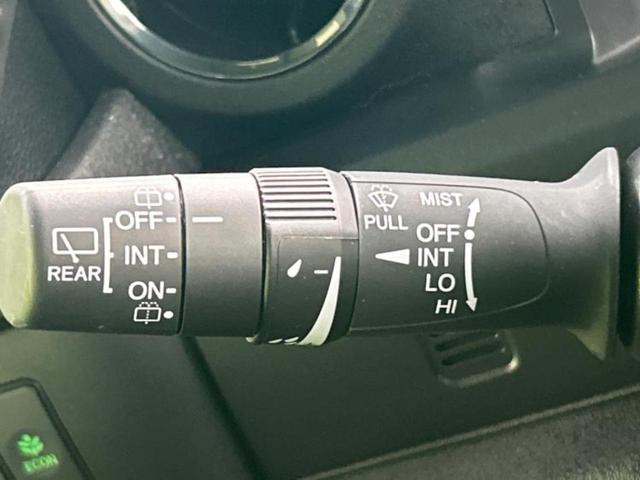 OFF
INT
REAR
ON
MIST
PULL
OFF
INT
LO
HI
ECON